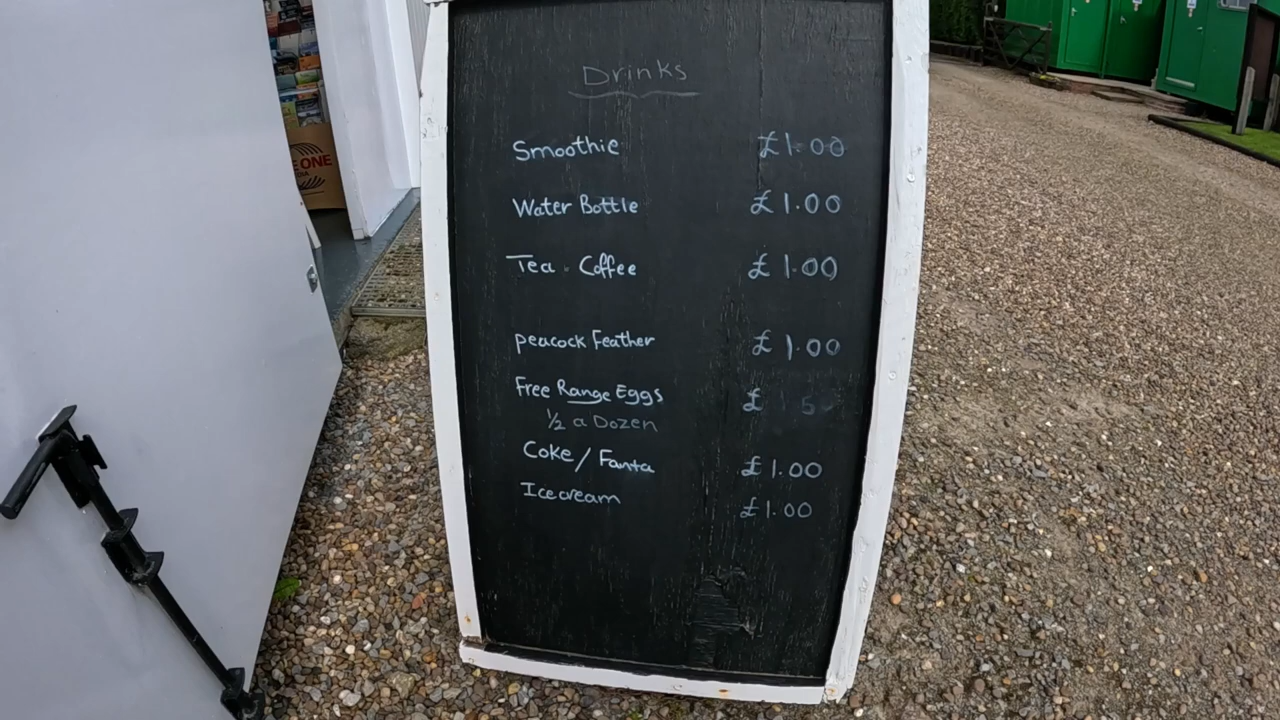 Drinks
Smoothie £1.00
Water Bottle £1.00
Tea. Coffee £1.00
peacock Feather £1.00
Free Range Eggs £
1/2 a Dozen
Coke/Fanta £1.00
Icecream £1.00
E ONE